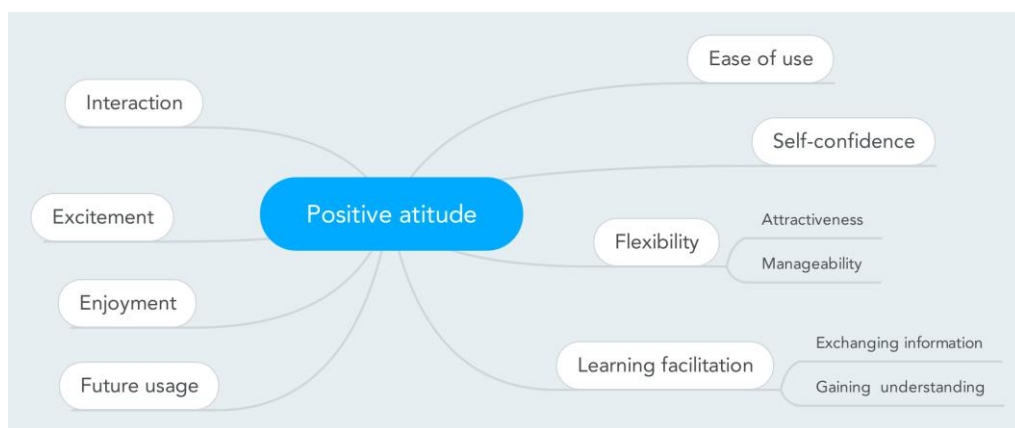 Positive atitude
Interaction
Excitement
Enjoyment
Future usage
Ease of use
Self-confidence
Flexibility
Attractiveness
Manageability
Learning facilitation
Exchanging information
Gaining understanding